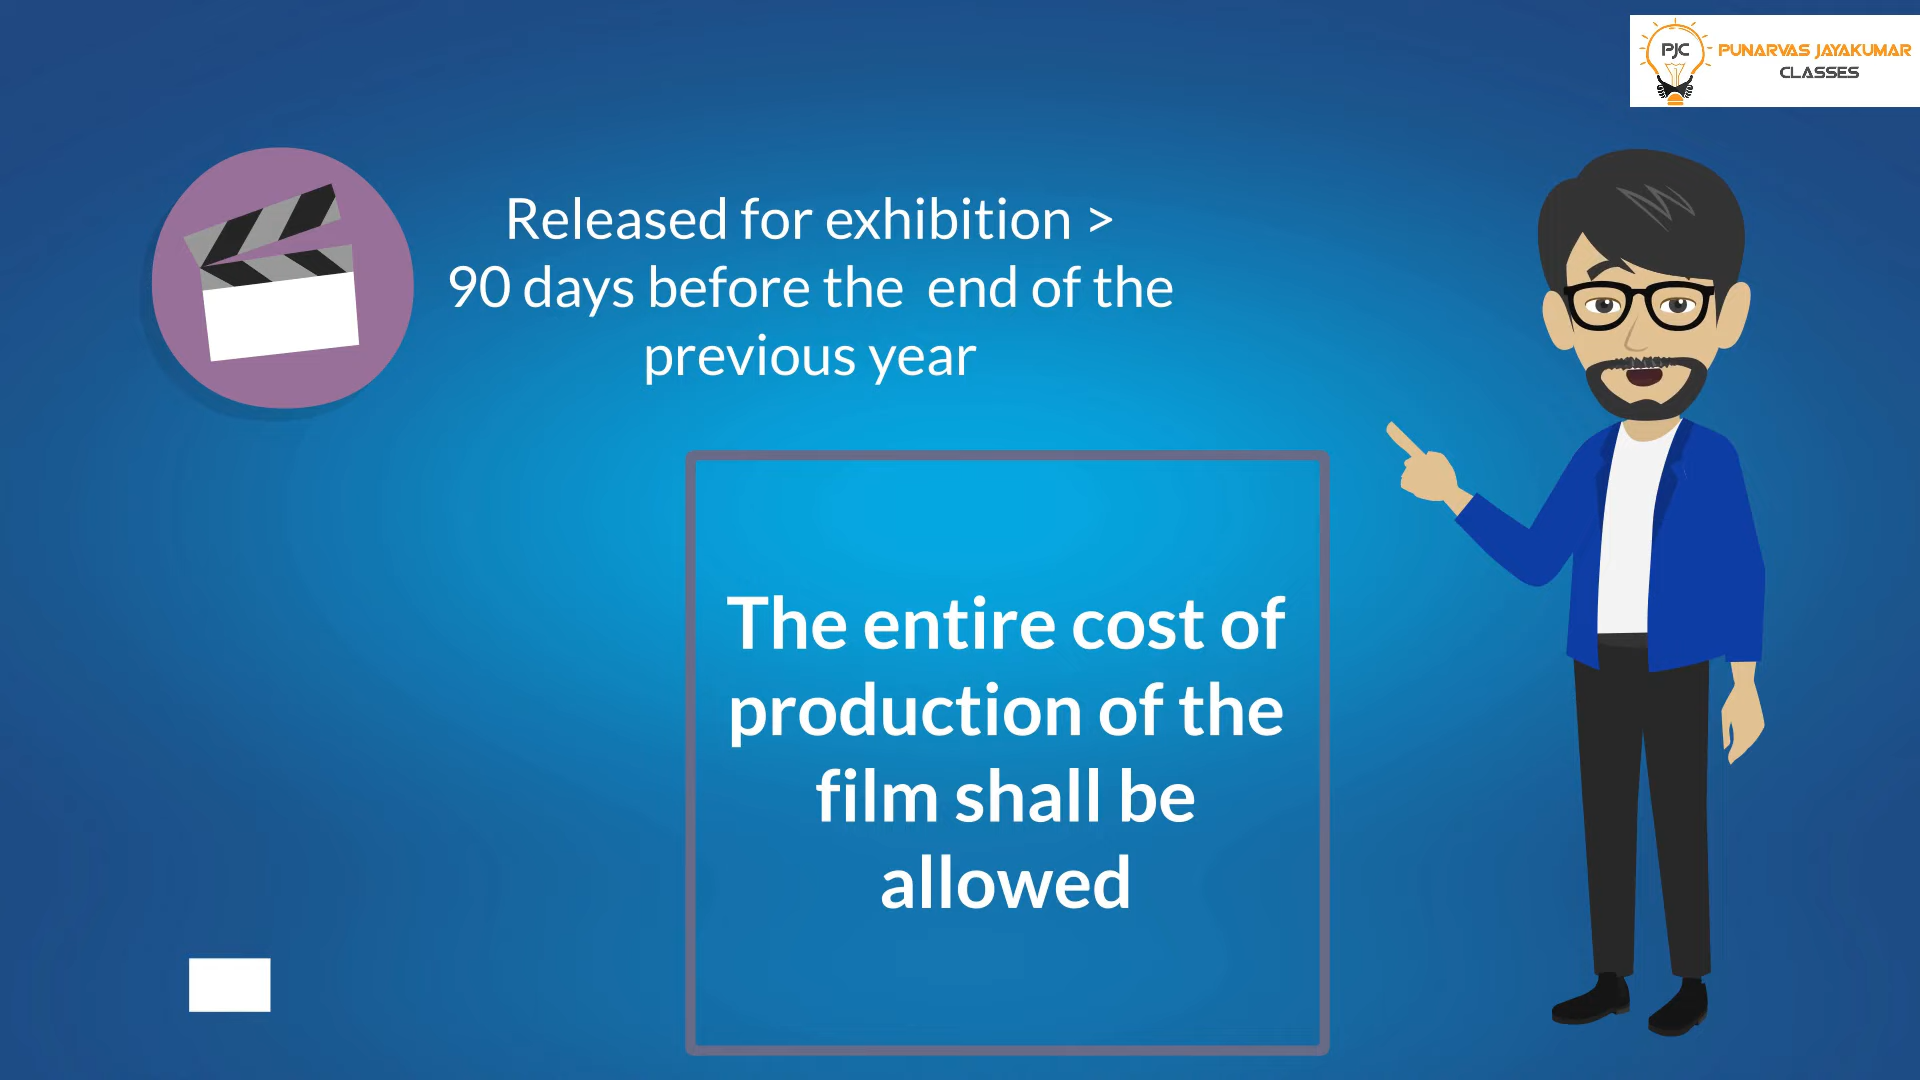 PJC
PUNARVAS JAYAKUMAR
CLASSES
Released for exhibition >
90 days before the end of the
previous year
The entire cost of
production of the
film shall be
allowed